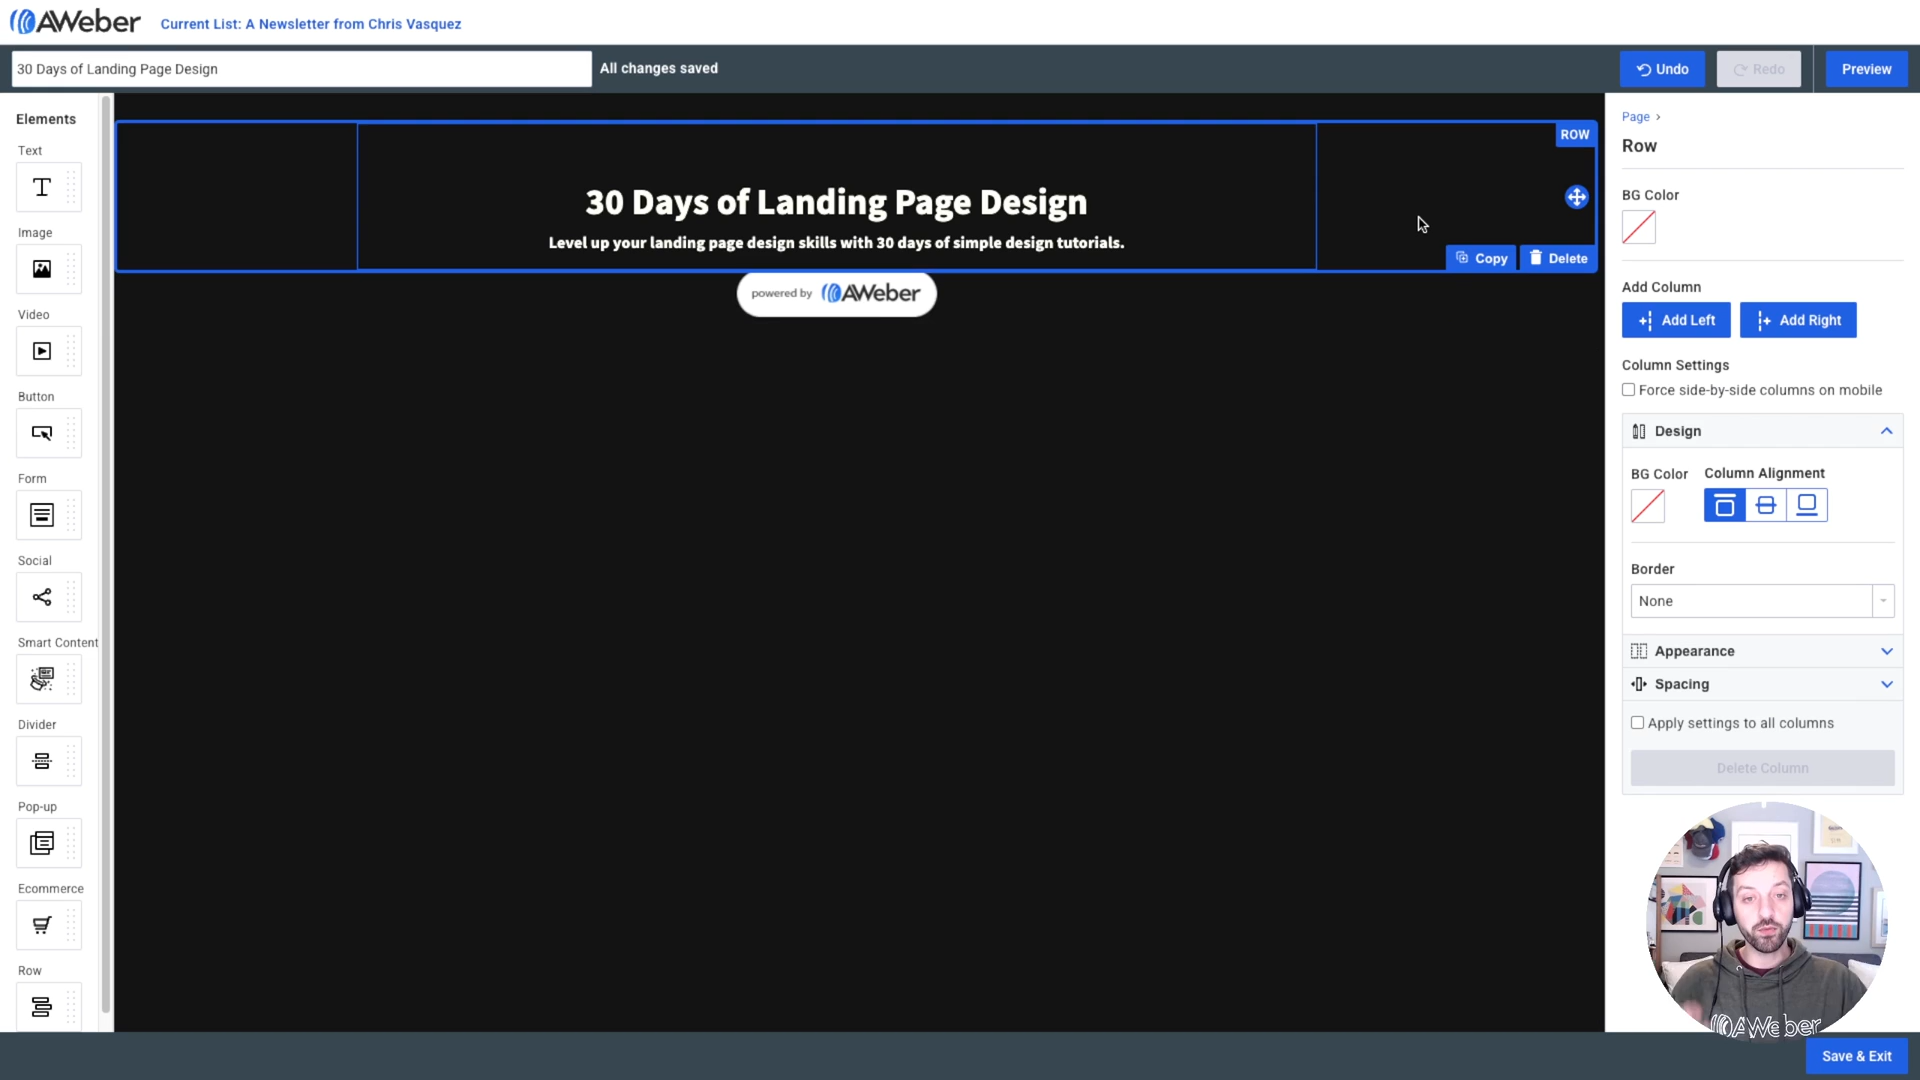 AWeber
Current List: A Newsletter from Chris Vasquez
30 Days of Landing Page Design
All changes saved
Undo
Redo
Preview
Elements
Text
Image
Video
Button
Form
Social
Smart Content
Divider
Pop-up
Ecommerce
Row
ROW
30 Days of Landing Page Design
Level up your landing page design skills with 30 days of simple design tutorials.
Copy
Delete
powered by AWeber
Page ›
Row
BG Color
Add Column
Add Left
Add Right
Column Settings
Force side-by-side columns on mobile
Design
BG Color
Column Alignment
Border
None
Appearance
Spacing
Apply settings to all columns
Delete Column
AWeber
Save & Exit